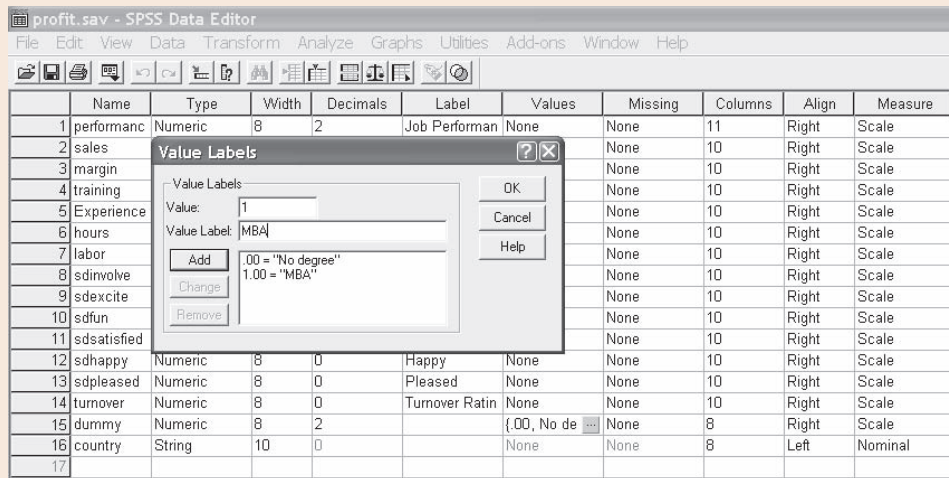 profit.sav - SPSS Data Editor
File Edit View Data Transform Analyze Graphs Utilities Add-ons Window Help
Name Type Width Decimals Label Values Missing Columns Align Measure
1 performanc Numeric 8 2 Job Performan None None 11 Right Scale
2 sales None 10 Right Scale
3 margin None 10 Right Scale
4 training None 10 Right Scale
5 Experience None 10 Right Scale
6 hours None 10 Right Scale
7 labor None 10 Right Scale
8 sdinvolve None 10 Right Scale
9 sdexcite None 10 Right Scale
10 sdfun None 10 Right Scale
11 sdsatisfied None 10 Right Scale
12 sdhappy Numeric 8 0 Happy None None 10 Right Scale
13 sdpleased Numeric 8 0 Pleased None None 10 Right Scale
14 turnover Numeric 8 0 Turnover Ratin None None 10 Right Scale
15 dummy Numeric 8 2 {.00, No de ... None 8 Right Scale
16 country String 10 0 None None 8 Left Nominal
17
Value Labels
Value Labels
Value: 1
Value Label: MBA
Add
Change
Remove
.00 = "No degree"
1.00 = "MBA"
OK
Cancel
Help